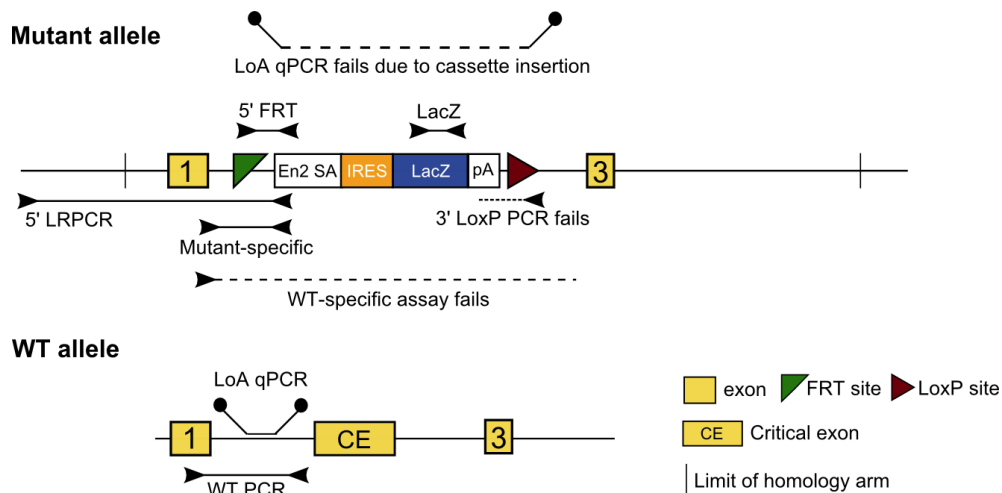 Mutant allele
LoA qPCR fails due to cassette insertion
5' FRT
LacZ
1
En2 SA
IRES
LacZ
pA
3
5' LRPCR
3' LoxP PCR fails
Mutant-specific
WT-specific assay fails
WT allele
LoA qPCR
1
CE
3
WT PCR
exon
FRT site
LoxP site
CE
Critical exon
Limit of homology arm